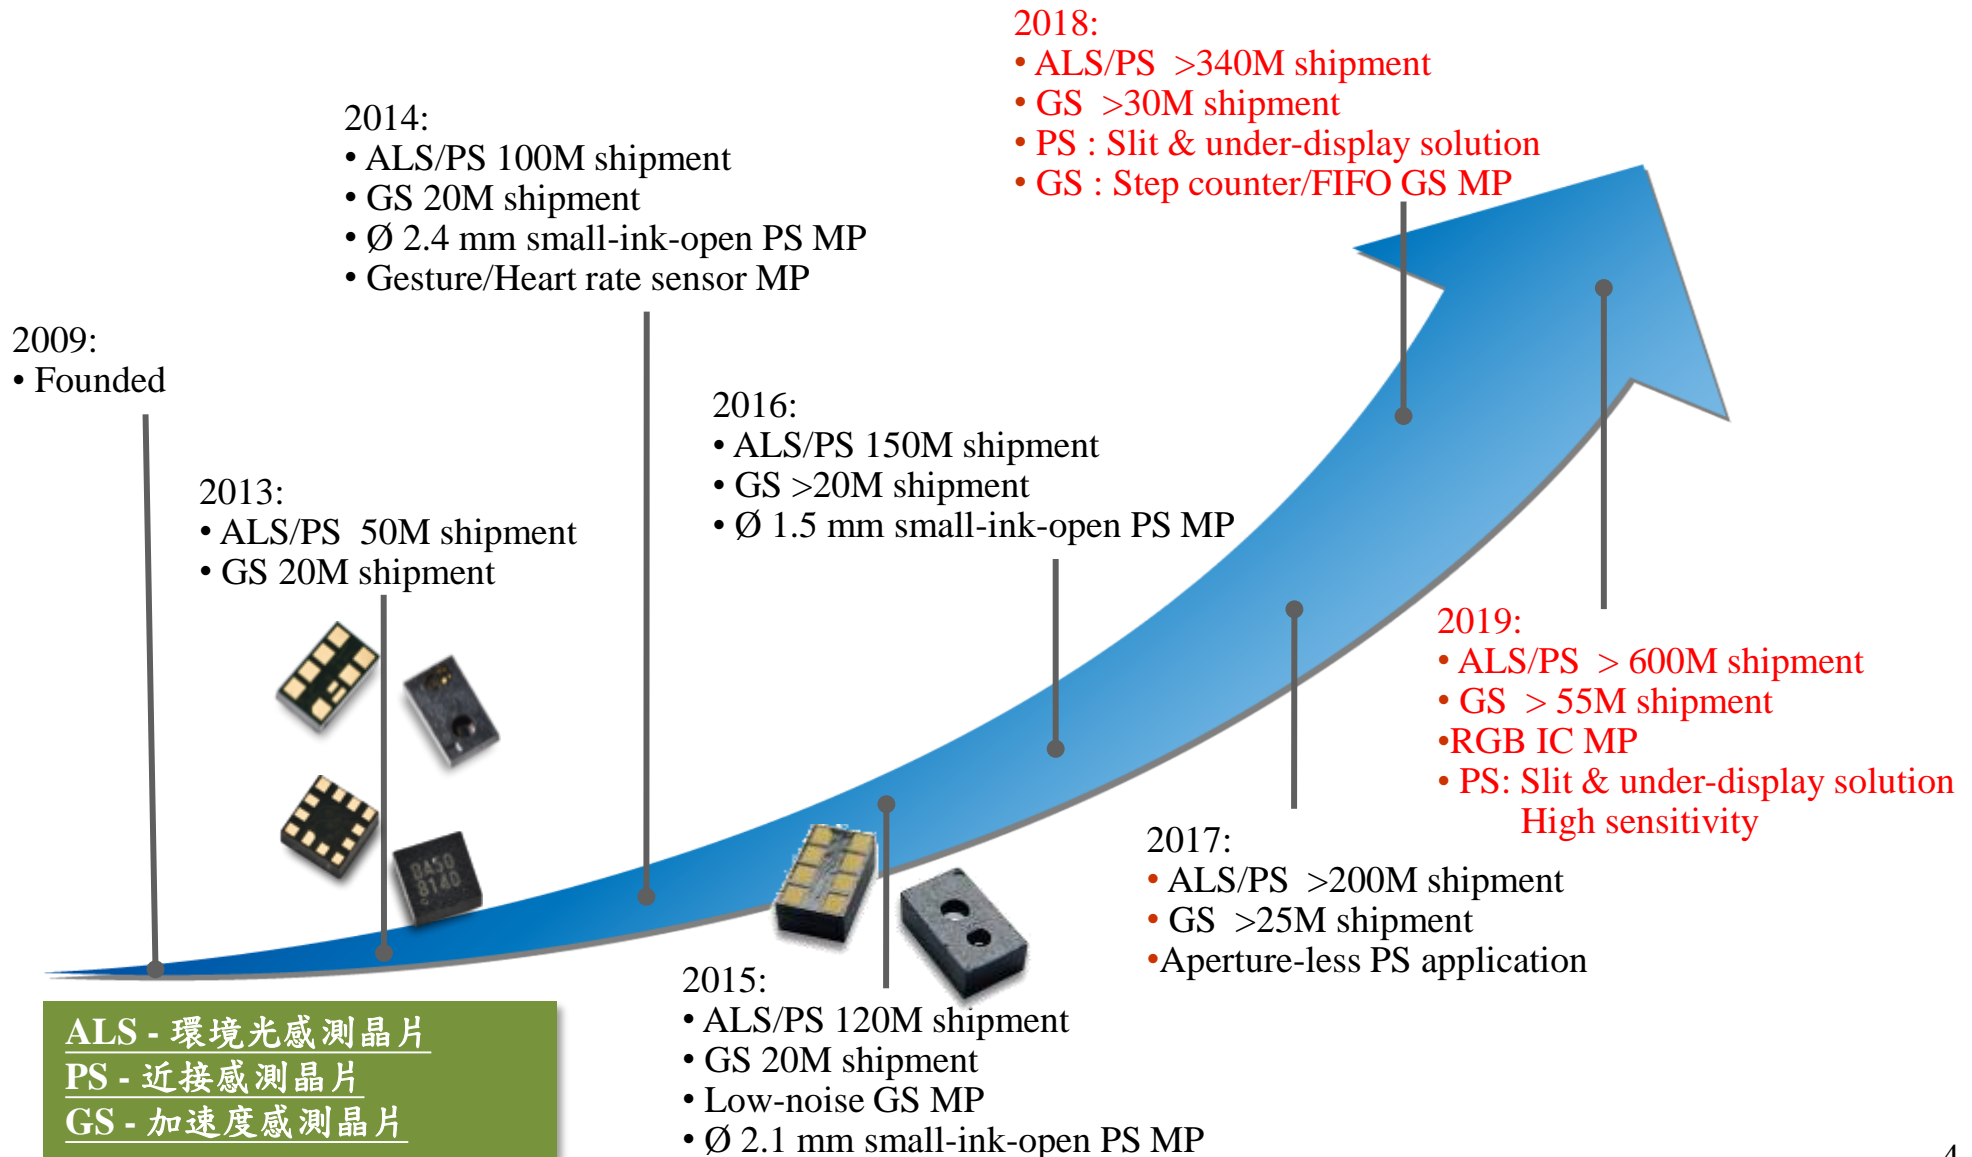 2009:
• Founded
2013:
• ALS/PS 50M shipment
• GS 20M shipment
2014:
• ALS/PS 100M shipment
• GS 20M shipment
• Ø 2.4 mm small-ink-open PS MP
• Gesture/Heart rate sensor MP
2015:
• ALS/PS 120M shipment
• GS 20M shipment
• Low-noise GS MP
• Ø 2.1 mm small-ink-open PS MP
2016:
• ALS/PS 150M shipment
• GS >20M shipment
• Ø 1.5 mm small-ink-open PS MP
2017:
• ALS/PS >200M shipment
• GS >25M shipment
•Aperture-less PS application
2018:
• ALS/PS >340M shipment
• GS >30M shipment
• PS : Slit & under-display solution
• GS : Step counter/FIFO GS MP
2019:
• ALS/PS > 600M shipment
• GS > 55M shipment
•RGB IC MP
• PS: Slit & under-display solution
High sensitivity
8140
ALS - 環境光感測晶片
PS - 近接感測晶片
GS - 加速度感測晶片
4